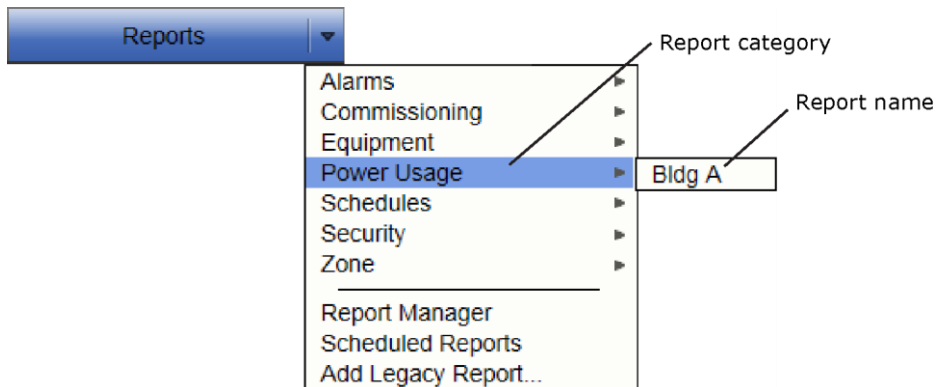 Reports
Report category
Alarms
Report name
Commissioning
Equipment
Power Usage
Bldg A
Schedules
Security
Zone
Report Manager
Scheduled Reports
Add Legacy Report...